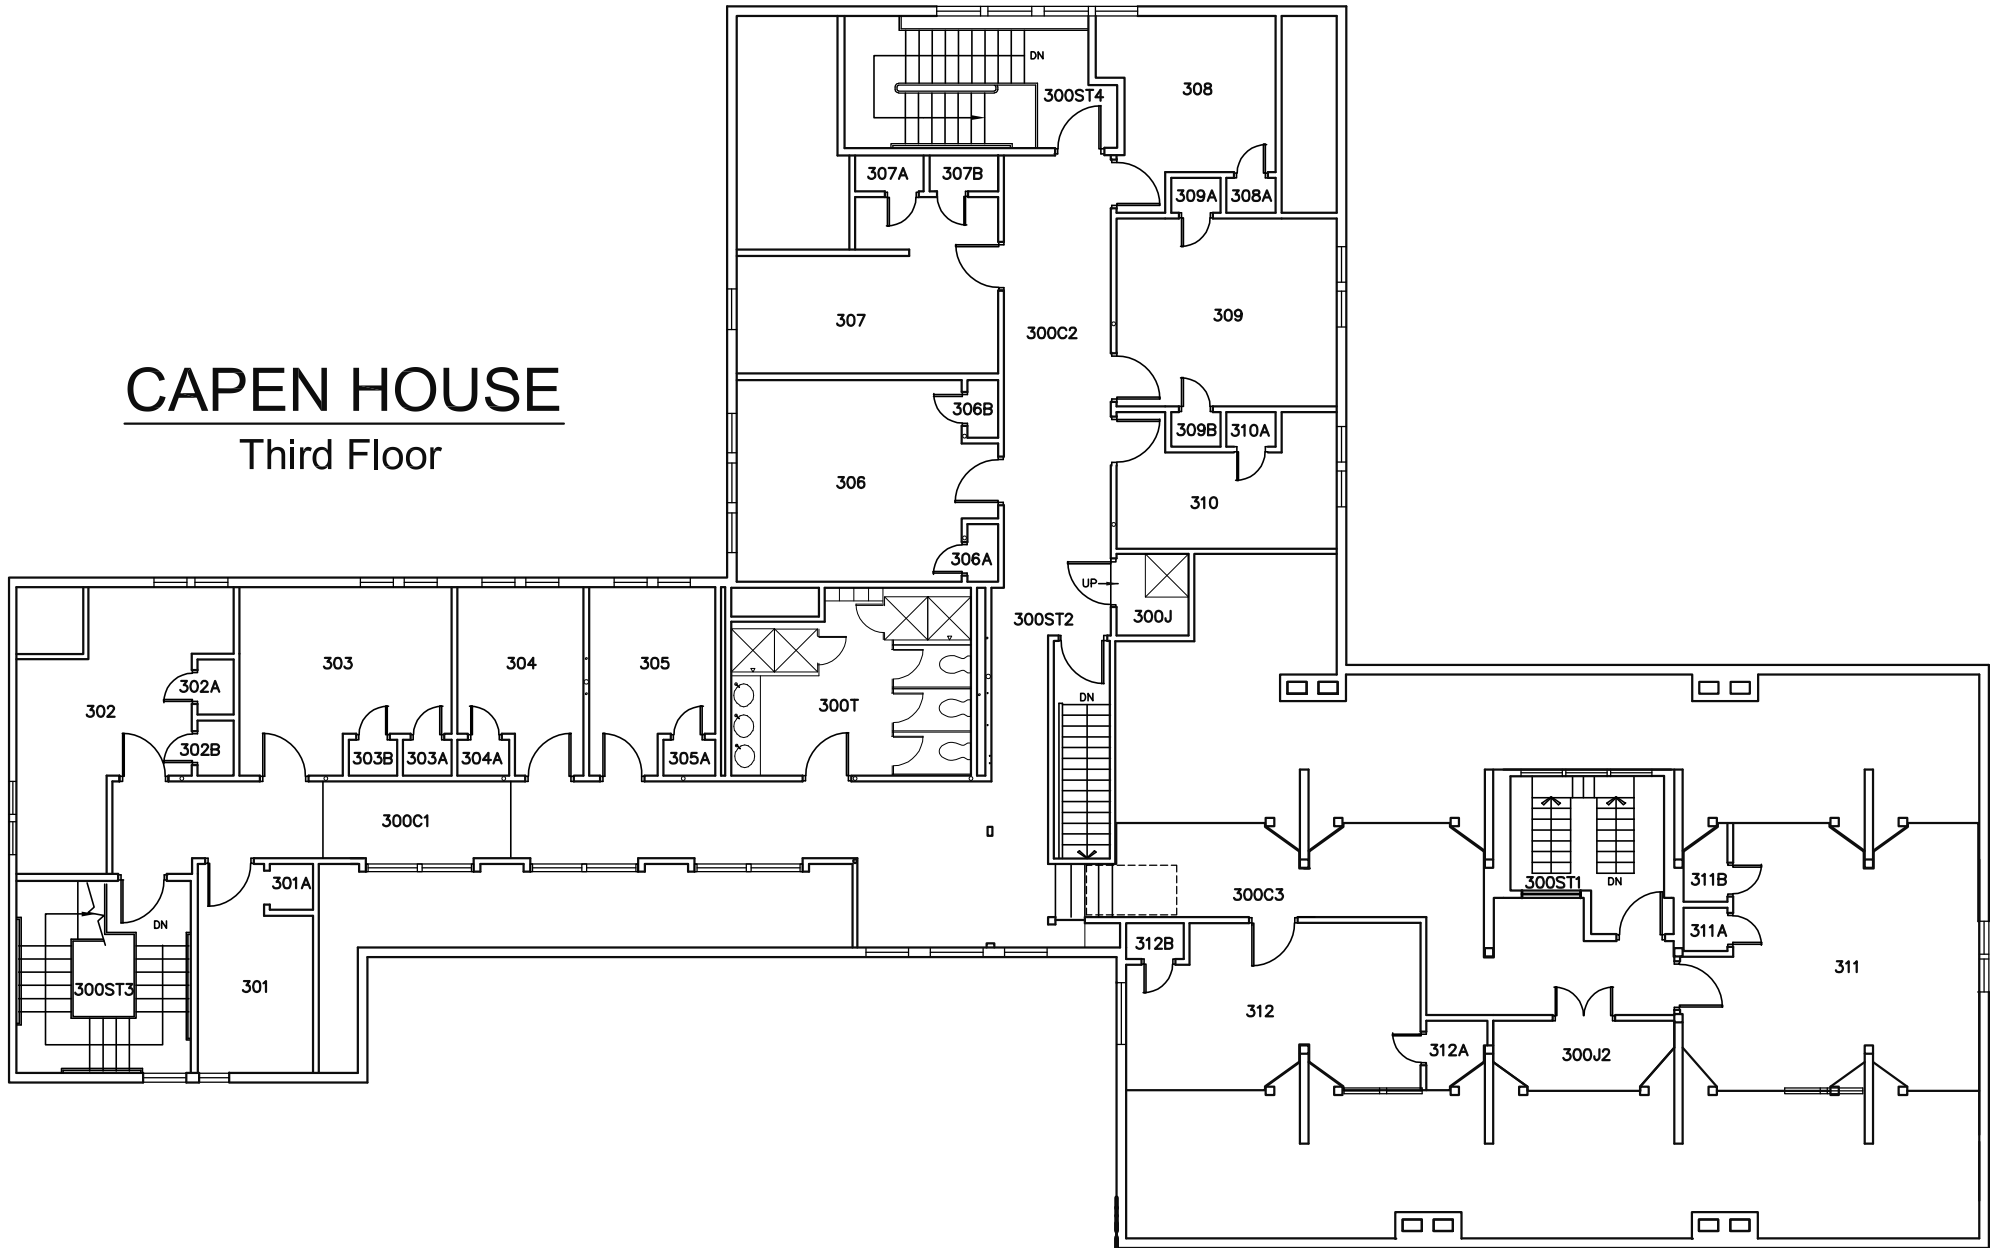 DN
300ST4
308
307A
307B
309A
308A
307
300C2
309
CAPEN HOUSE
Third Floor
306B
309B
310A
306
310
306A
UP
300J
300ST2
302A
303
304
305
302
300T
DN
302B
303B
303A
304A
305A
300C1
301A
300C3
300ST1
DN
311B
DN
311A
312B
300ST3
301
311
312
312A
300J2